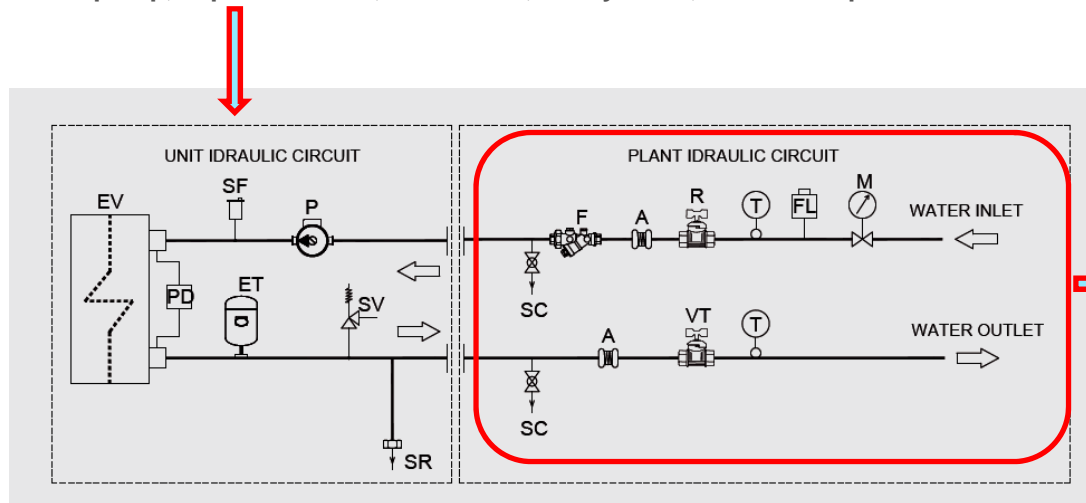 UNIT IDRAULIC CIRCUIT
PLANT IDRAULIC CIRCUIT
SF
P
EV
F
A
R
T
FL
M
WATER INLET
PD
ET
SV
SC
A
VT
T
WATER OUTLET
SC
SR